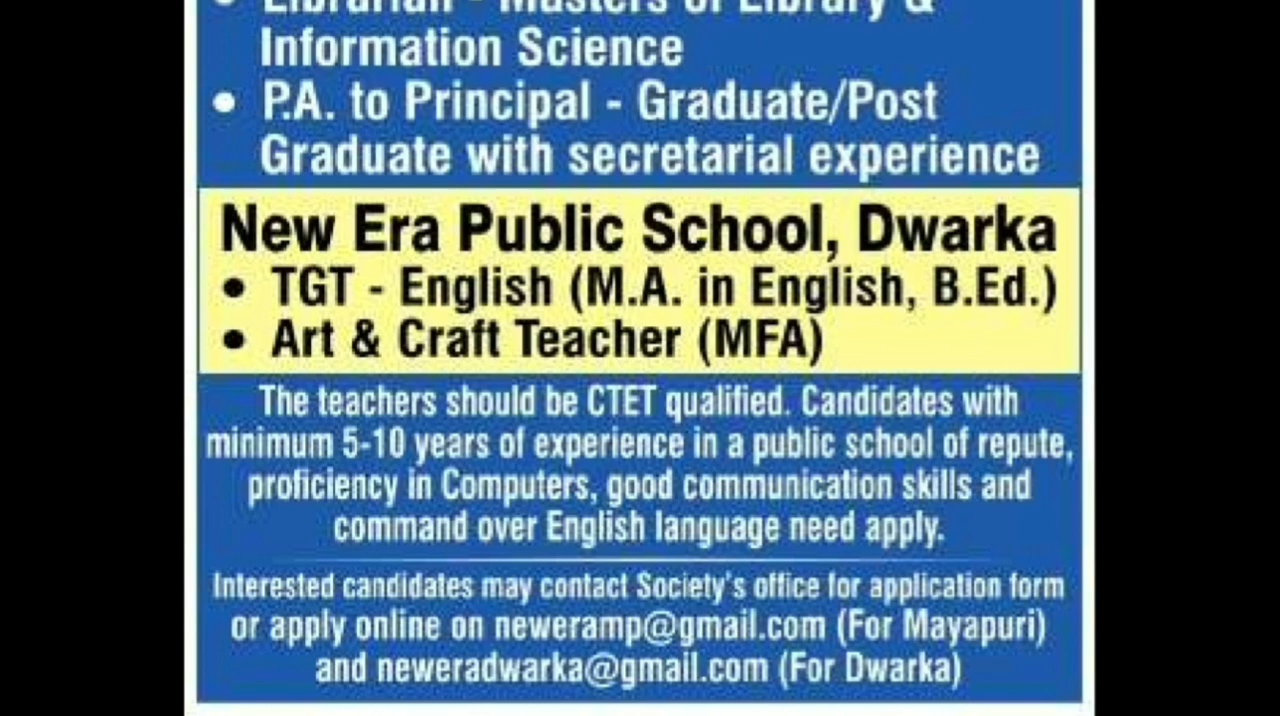 • Librarian - Masters of Library &
Information Science
• P.A. to Principal - Graduate/Post
Graduate with secretarial experience
New Era Public School, Dwarka
• TGT - English (M.A. in English, B.Ed.)
• Art & Craft Teacher (MFA)
The teachers should be CTET qualified. Candidates with
minimum 5-10 years of experience in a public school of repute,
proficiency in Computers, good communication skills and
command over English language need apply.
Interested candidates may contact Society's office for application form
or apply online on neweramp@gmail.com (For Mayapuri)
and neweradwarka@gmail.com (For Dwarka)